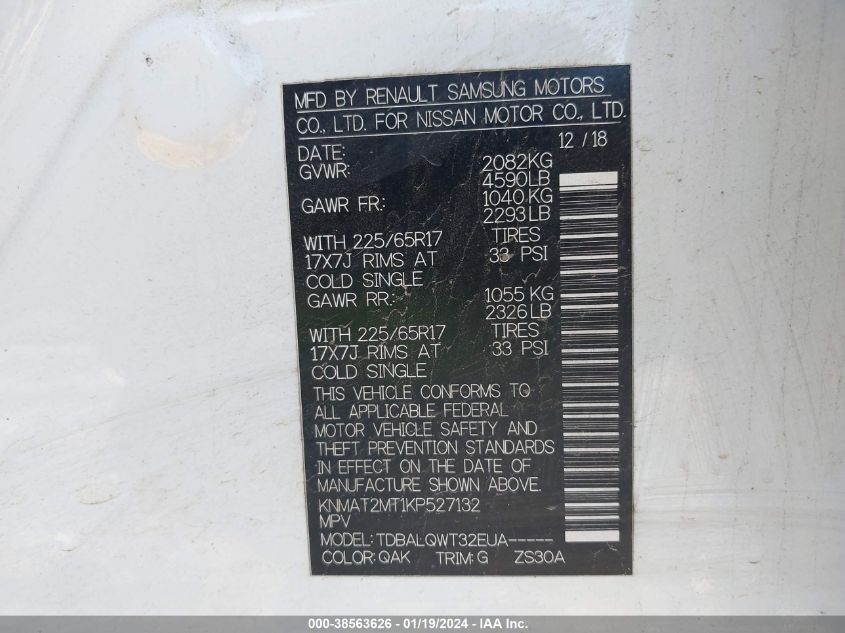 MFD BY RENAULT SAMSUNG MOTORS
CO., LTD. FOR NISSAN MOTOR CO., LTD.
DATE: 12 / 18
GVWR: 2082KG
4590LB
GAWR FR.: 1040 KG
2293 LB
WITH 225/65R17 TIRES
17X7J RIMS AT 33 PSI
COLD SINGLE
GAWR RR.: 1055 KG
2326 LB
WITH 225/65R17 TIRES
17X7J RIMS AT 33 PSI
COLD SINGLE
THIS VEHICLE CONFORMS TO
ALL APPLICABLE FEDERAL
MOTOR VEHICLE SAFETY AND
THEFT PREVENTION STANDARDS
IN EFFECT ON THE DATE OF
MANUFACTURE SHOWN ABOVE.
KNMAT2MT1KP527132
MPV
MODEL: TDBALQWT32EUA-----
COLOR: QAK TRIM: G ZS30A
000-38563626 - 01/19/2024 - IAA Inc.